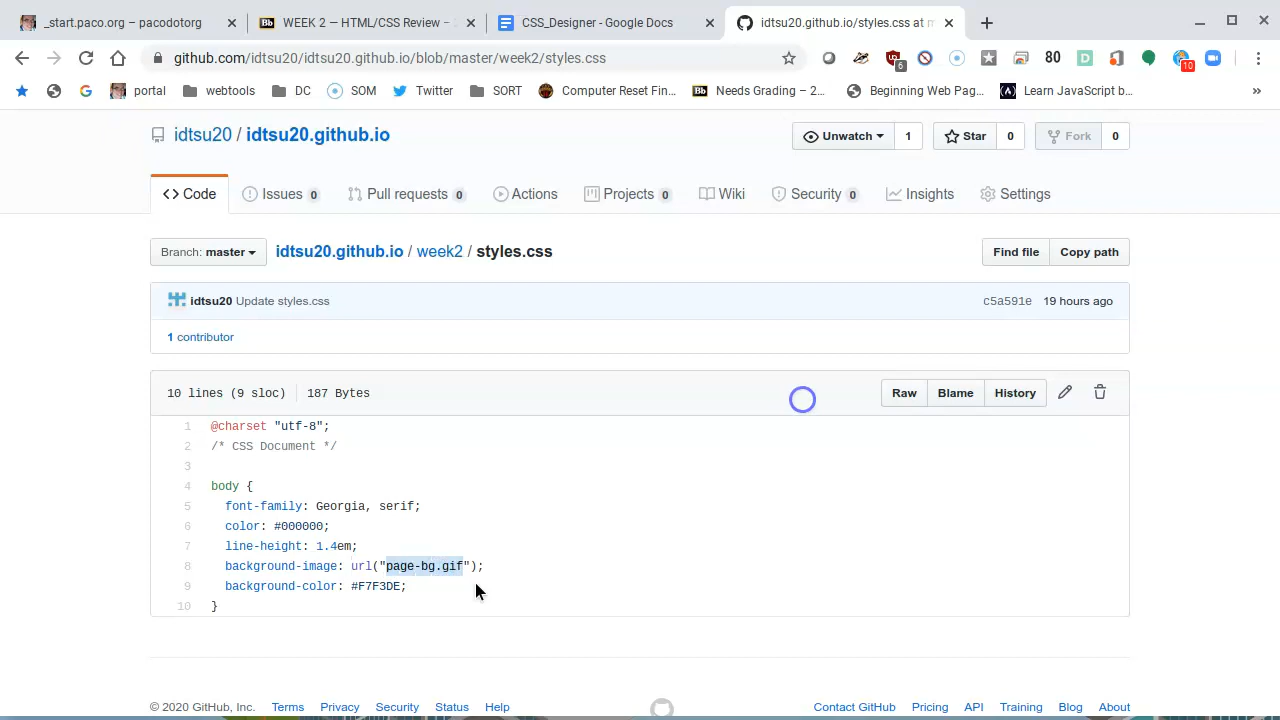 _start.paco.org – pacodotorg
WEEK 2 – HTML/CSS Review – 
CSS_Designer - Google Docs
idtsu20.github.io/styles.css at m
github.com/idtsu20/idtsu20.github.io/blob/master/week2/styles.css
6
80
D
10
portal
webtools
DC
SOM
Twitter
SORT
Computer Reset Fin...
Bb
Needs Grading – 2...
Beginning Web Pag...
Learn JavaScript b...
idtsu20 / idtsu20.github.io
Unwatch 1
Star 0
Fork 0
<> Code
Issues 0
Pull requests 0
Actions
Projects 0
Wiki
Security 0
Insights
Settings
Branch: master
idtsu20.github.io / week2 / styles.css
Find file
Copy path
idtsu20 Update styles.css
c5a591e 19 hours ago
1 contributor
10 lines (9 sloc) 187 Bytes
Raw
Blame
History
1 @charset "utf-8";
2 /* CSS Document */
3
4 body {
5 font-family: Georgia, serif;
6 color: #000000;
7 line-height: 1.4em;
8 background-image: url("page-bg.gif");
9 background-color: #F7F3DE;
10 }
© 2020 GitHub, Inc.
Terms
Privacy
Security
Status
Help
Contact GitHub
Pricing
API
Training
Blog
About